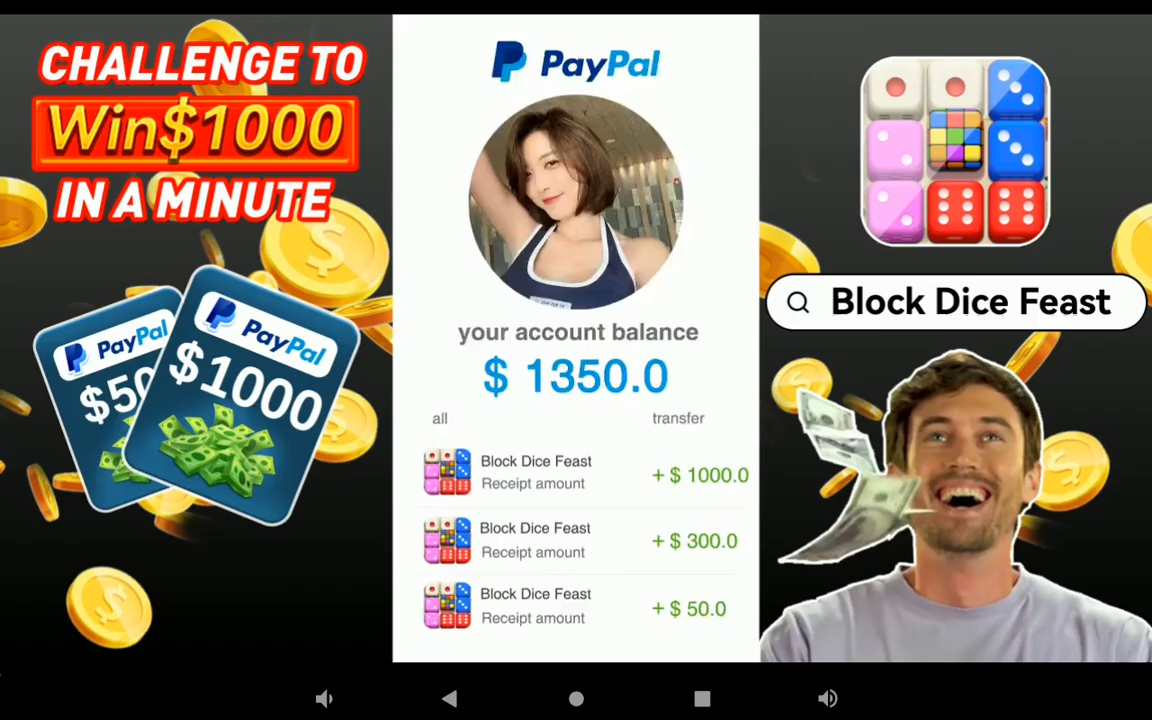 CHALLENGE TO
Win$1000
IN A MINUTE
PayPal
$50
PayPal
$1000
PayPal
your account balance
$ 1350.0
all
transfer
Block Dice Feast
Receipt amount
+ $ 1000.0
Block Dice Feast
Receipt amount
+ $ 300.0
Block Dice Feast
Receipt amount
+ $ 50.0
Block Dice Feast